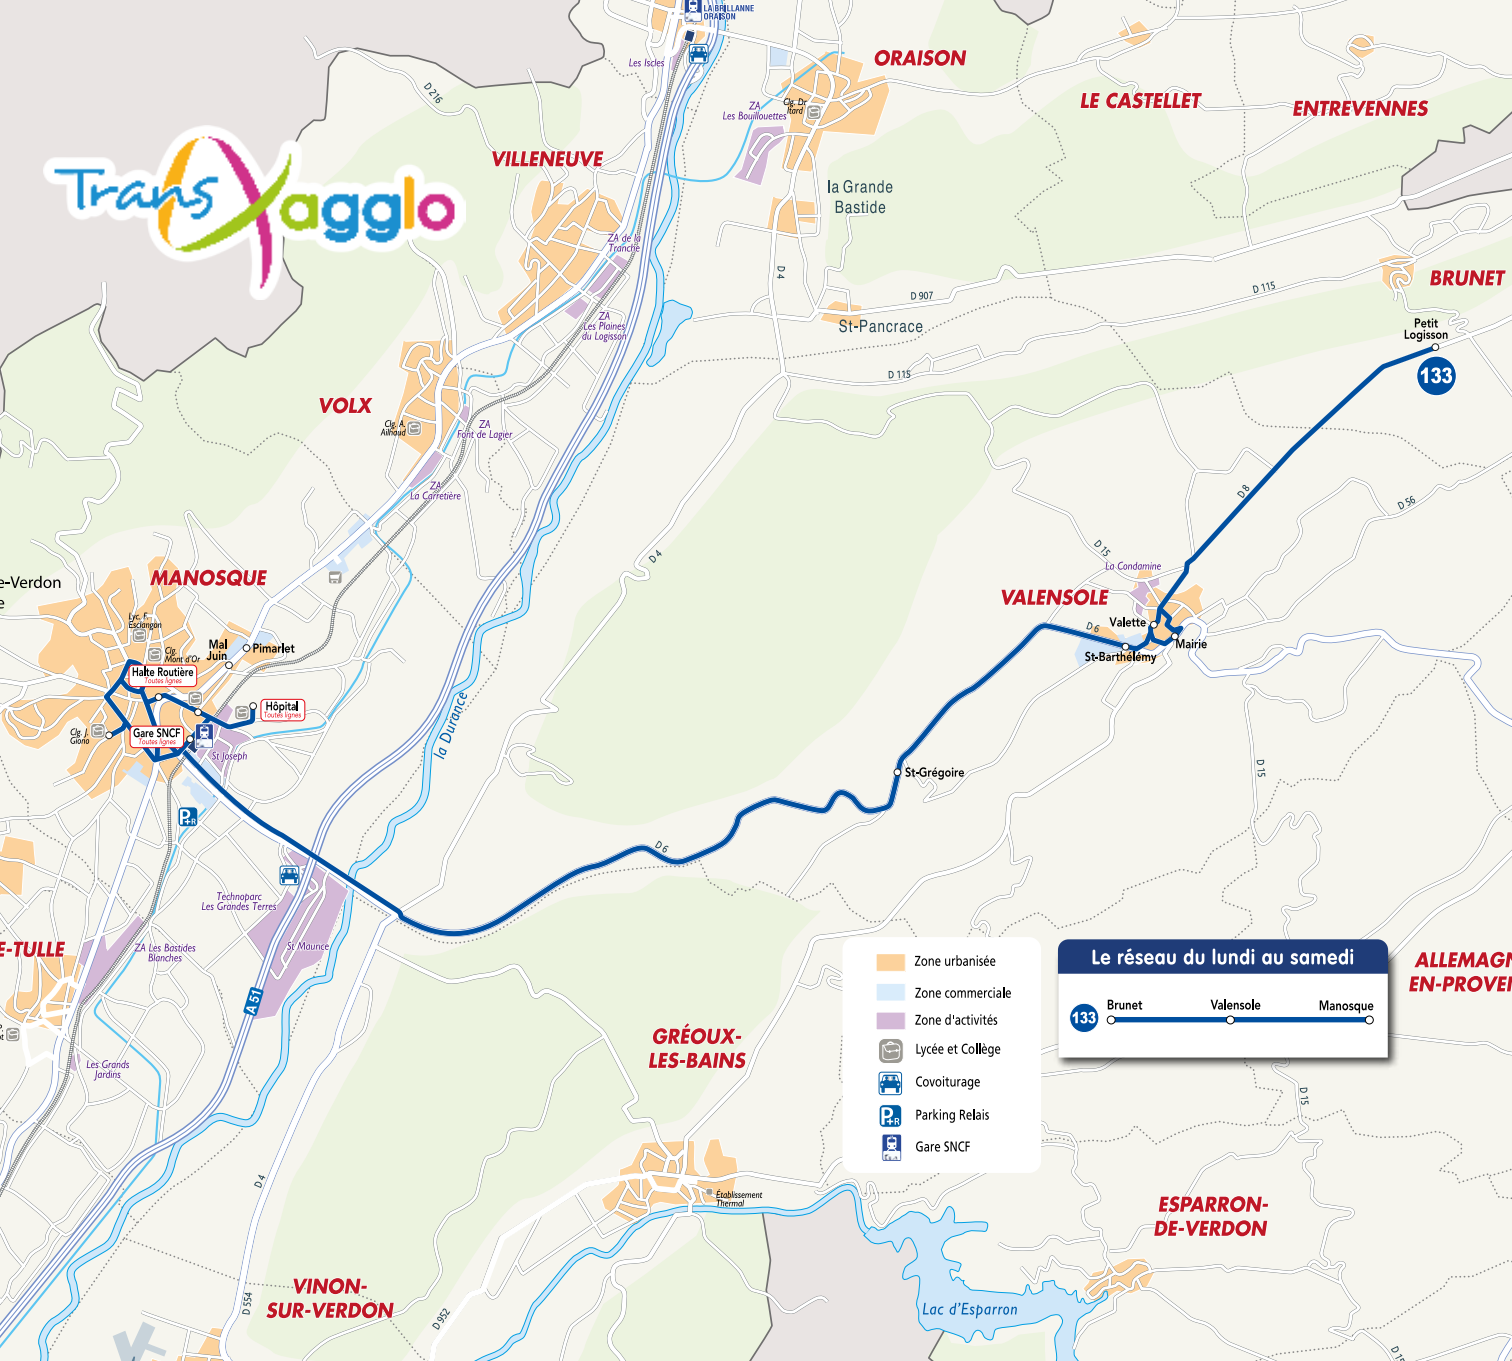 LA BRILLANNE
ORAISON
Les Iscles
ORAISON
D 216
ZA
Les Bouillouettes
Clg. Dr
Itard
LE CASTELLET
ENTREVENNES
Trans agglo
VILLENEUVE
la Grande
Bastide
ZA de la
Tranche
D 4
D 907
D 115
BRUNET
ZA
Les Plaines
du Logisson
St-Pancrace
Petit
Logisson
133
D 115
VOLX
Clg. A.
Ailhaud
ZA
Font de Lagier
ZA
La Carretière
D 8
D 56
D 4
D 15
La Condamine
e-Verdon
e
MANOSQUE
VALENSOLE
Lyc. F.
Esclangon
Clg.
Mont d'Or
Mal
Juin
Pimarlet
Valette
D 6
St-Barthélémy
Mairie
Halte Routière
Toutes lignes
Hôpital
Toutes lignes
Clg. J.
Giono
Gare SNCF
Toutes lignes
St Joseph
la Durance
St-Grégoire
D 15
P+R
D 6
Technoparc
Les Grandes Terres
St Maurice
E-TULLE
ZA Les Bastides
Blanches
A 51
Zone urbanisée
Zone commerciale
Zone d'activités
Lycée et Collège
Covoiturage
P+R
Parking Relais
Gare SNCF
Le réseau du lundi au samedi
133
Brunet
Valensole
Manosque
ALLEMAGN
EN-PROVEN
GRÉOUX-
LES-BAINS
Les Grands
Jardins
D 15
D 4
Établissement
Thermal
ESPARRON-
DE-VERDON
VINON-
SUR-VERDON
D 554
D 952
Lac d'Esparron
D 15